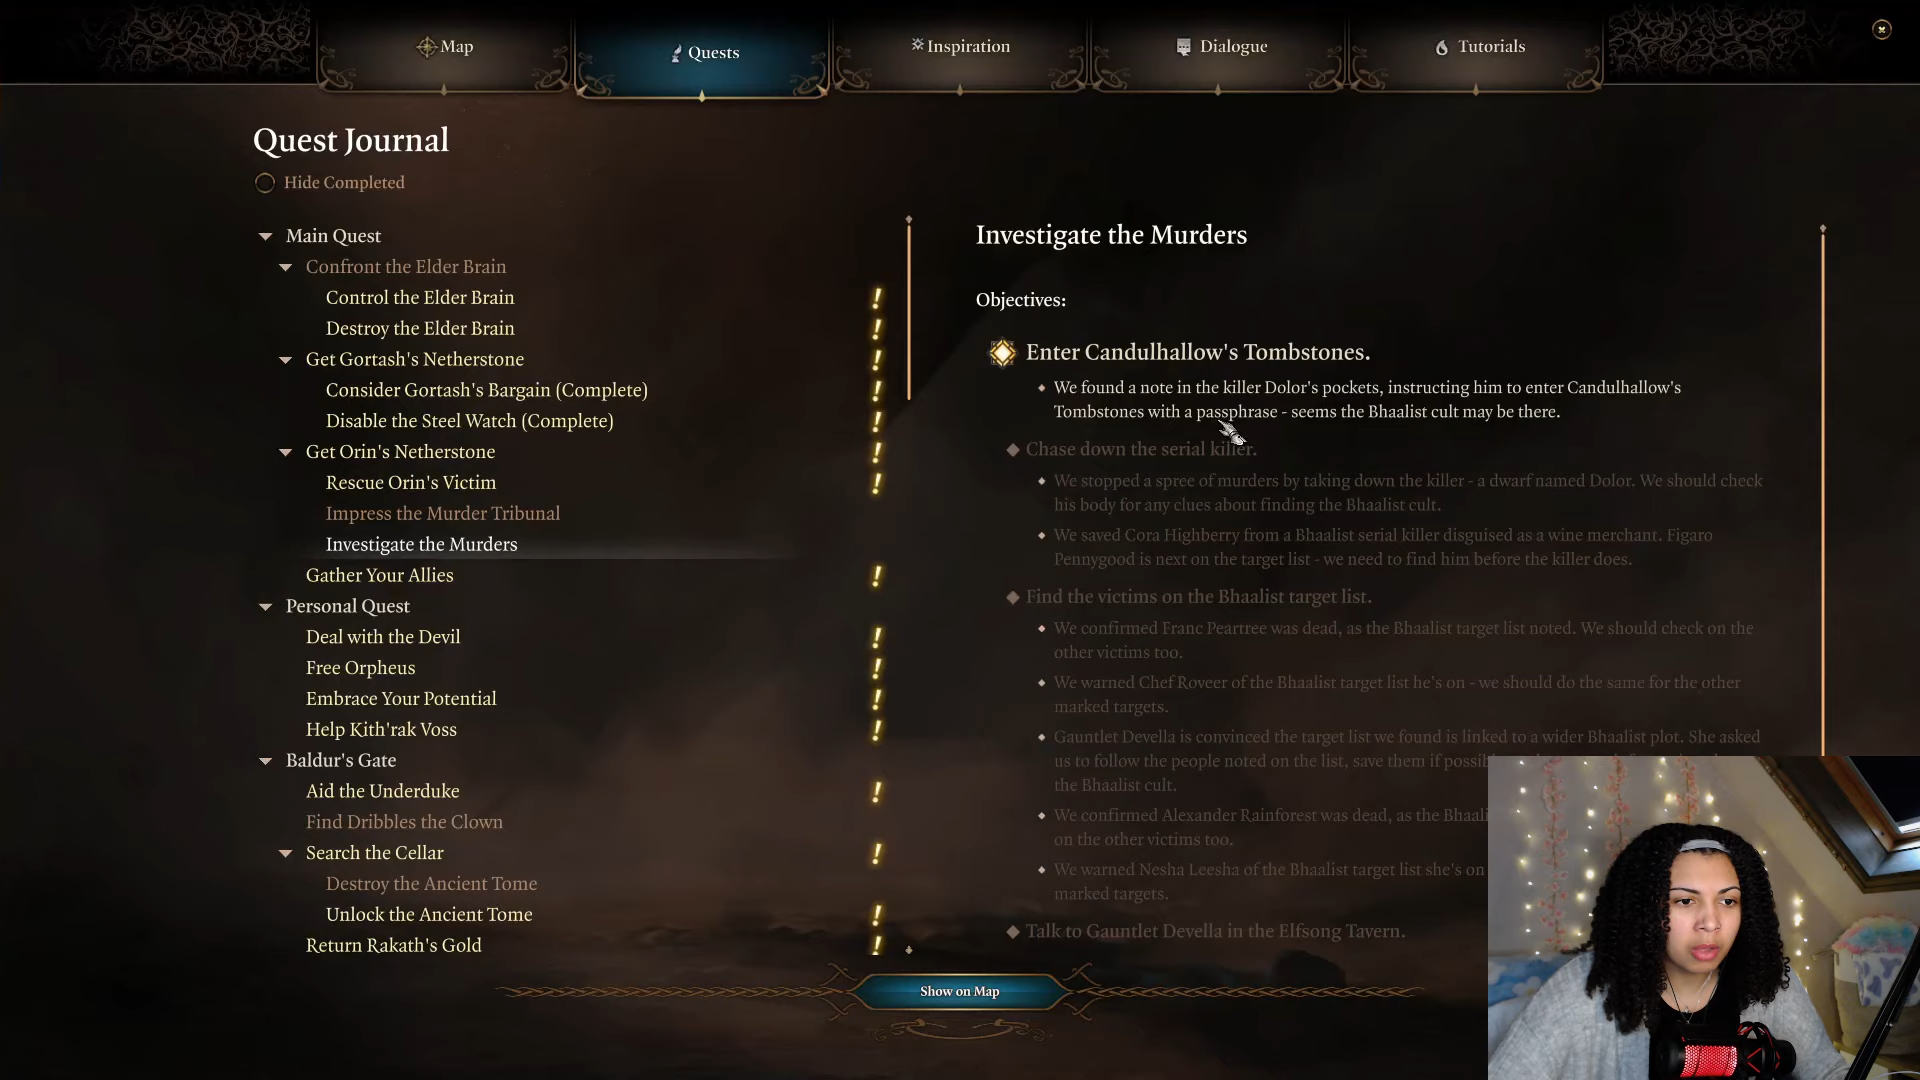 Map
Quests
Inspiration
Dialogue
Tutorials
Quest Journal
Hide Completed
Main Quest
Confront the Elder Brain
Control the Elder Brain
Destroy the Elder Brain
Get Gortash's Netherstone
Consider Gortash's Bargain (Complete)
Disable the Steel Watch (Complete)
Get Orin's Netherstone
Rescue Orin's Victim
Impress the Murder Tribunal
Investigate the Murders
Gather Your Allies
Personal Quest
Deal with the Devil
Free Orpheus
Embrace Your Potential
Help Kith'rak Voss
Baldur's Gate
Aid the Underduke
Find Dribbles the Clown
Search the Cellar
Destroy the Ancient Tome
Unlock the Ancient Tome
Return Rakath's Gold
Investigate the Murders
Objectives:
Enter Candulhallow's Tombstones.
We found a note in the killer Dolor's pockets, instructing him to enter Candulhallow's
Tombstones with a passphrase - seems the Bhaalist cult may be there.
Chase down the serial killer.
We stopped a spree of murders by taking down the killer - a dwarf named Dolor. We should check
his body for any clues about finding the Bhaalist cult.
We saved Cora Highberry from a Bhaalist serial killer disguised as a wine merchant. Figaro
Pennygood is next on the target list - we need to find him before the killer does.
Find the victims on the Bhaalist target list.
We confirmed Franc Peartree was dead, as the Bhaalist target list noted. We should check on the
other victims too.
We warned Chef Roveer of the Bhaalist target list he's on - we should do the same for the other
marked targets.
Gauntlet Devella is convinced the target list we found is linked to a wider Bhaalist plot. She asked
us to follow the people noted on the list, save them if
the Bhaalist cult.
We confirmed Alexander Rainforest was dead, as the
on the other victims too.
We warned Nesha Leesha of the Bhaalist target list she's on
marked targets.
Talk to Gauntlet Devella in the Elfsong Tavern.
Show on Map